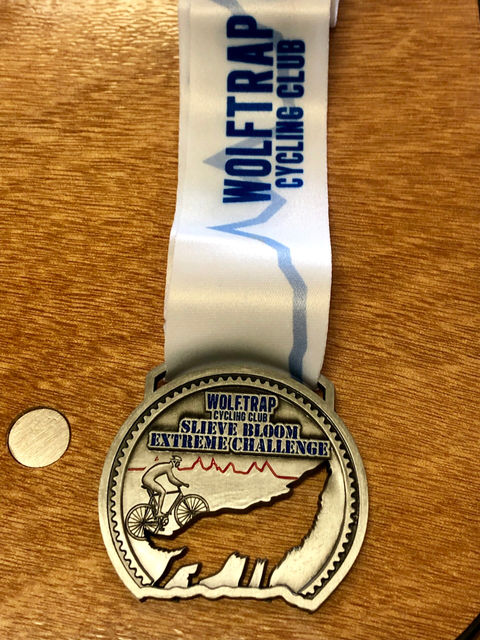 WOLFTRAP
CYCLING CLUB
WOLFTRAP
CYCLING CLUB
SLIEVE BLOOM
EXTREME CHALLENGE